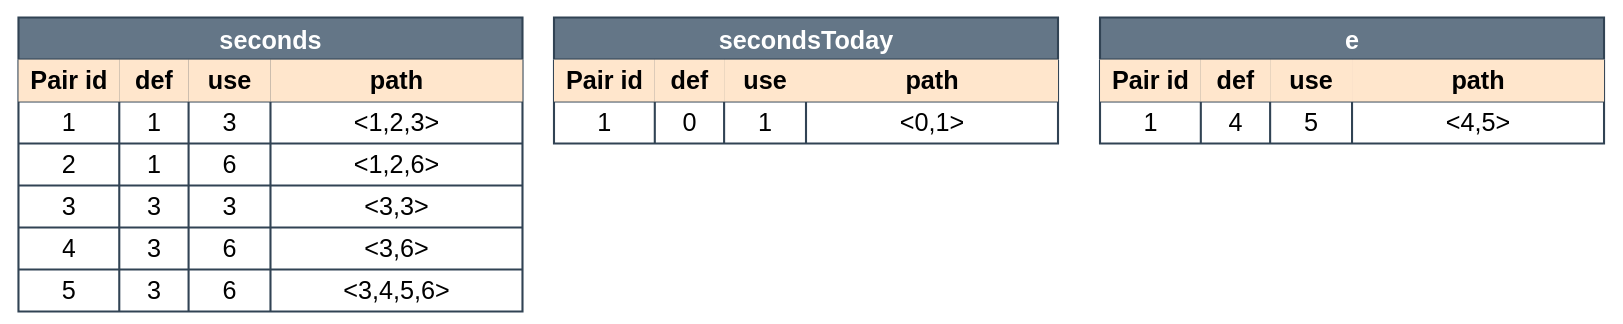 seconds
Pair id def use path
1 1 3 <1,2,3>
2 1 6 <1,2,6>
3 3 3 <3,3>
4 3 6 <3,6>
5 3 6 <3,4,5,6>
secondsToday
Pair id def use path
1 0 1 <0,1>
e
Pair id def use path
1 4 5 <4,5>